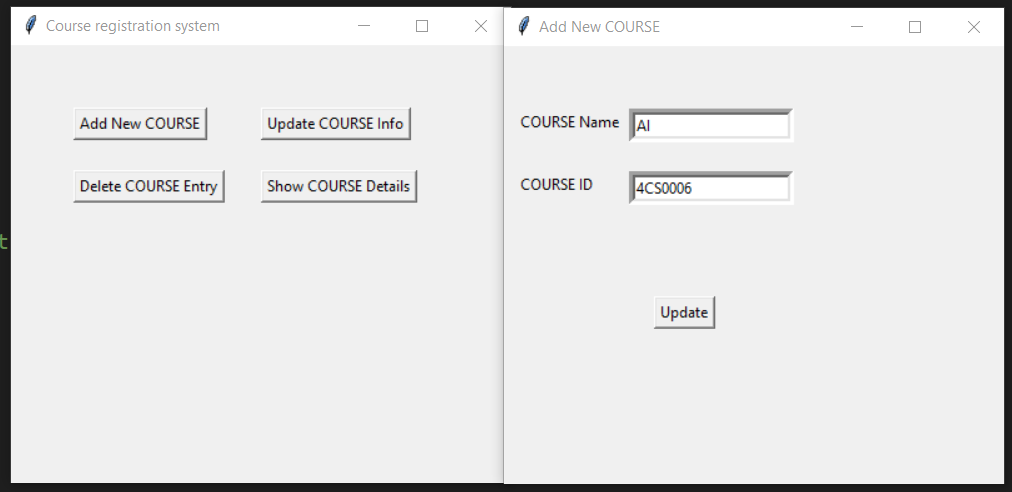 Course registration system
Add New COURSE
Update COURSE Info
Delete COURSE Entry
Show COURSE Details
t
Add New COURSE
COURSE Name
AI
COURSE ID
4CS0006
Update